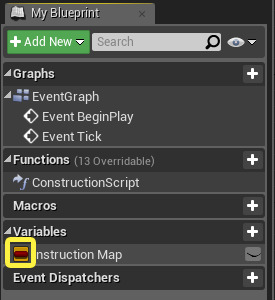 My Blueprint
Add New Search
Graphs
EventGraph
Event BeginPlay
Event Tick
Functions (13 Overridable)
ConstructionScript
Macros
Variables
nstruction Map
Event Dispatchers